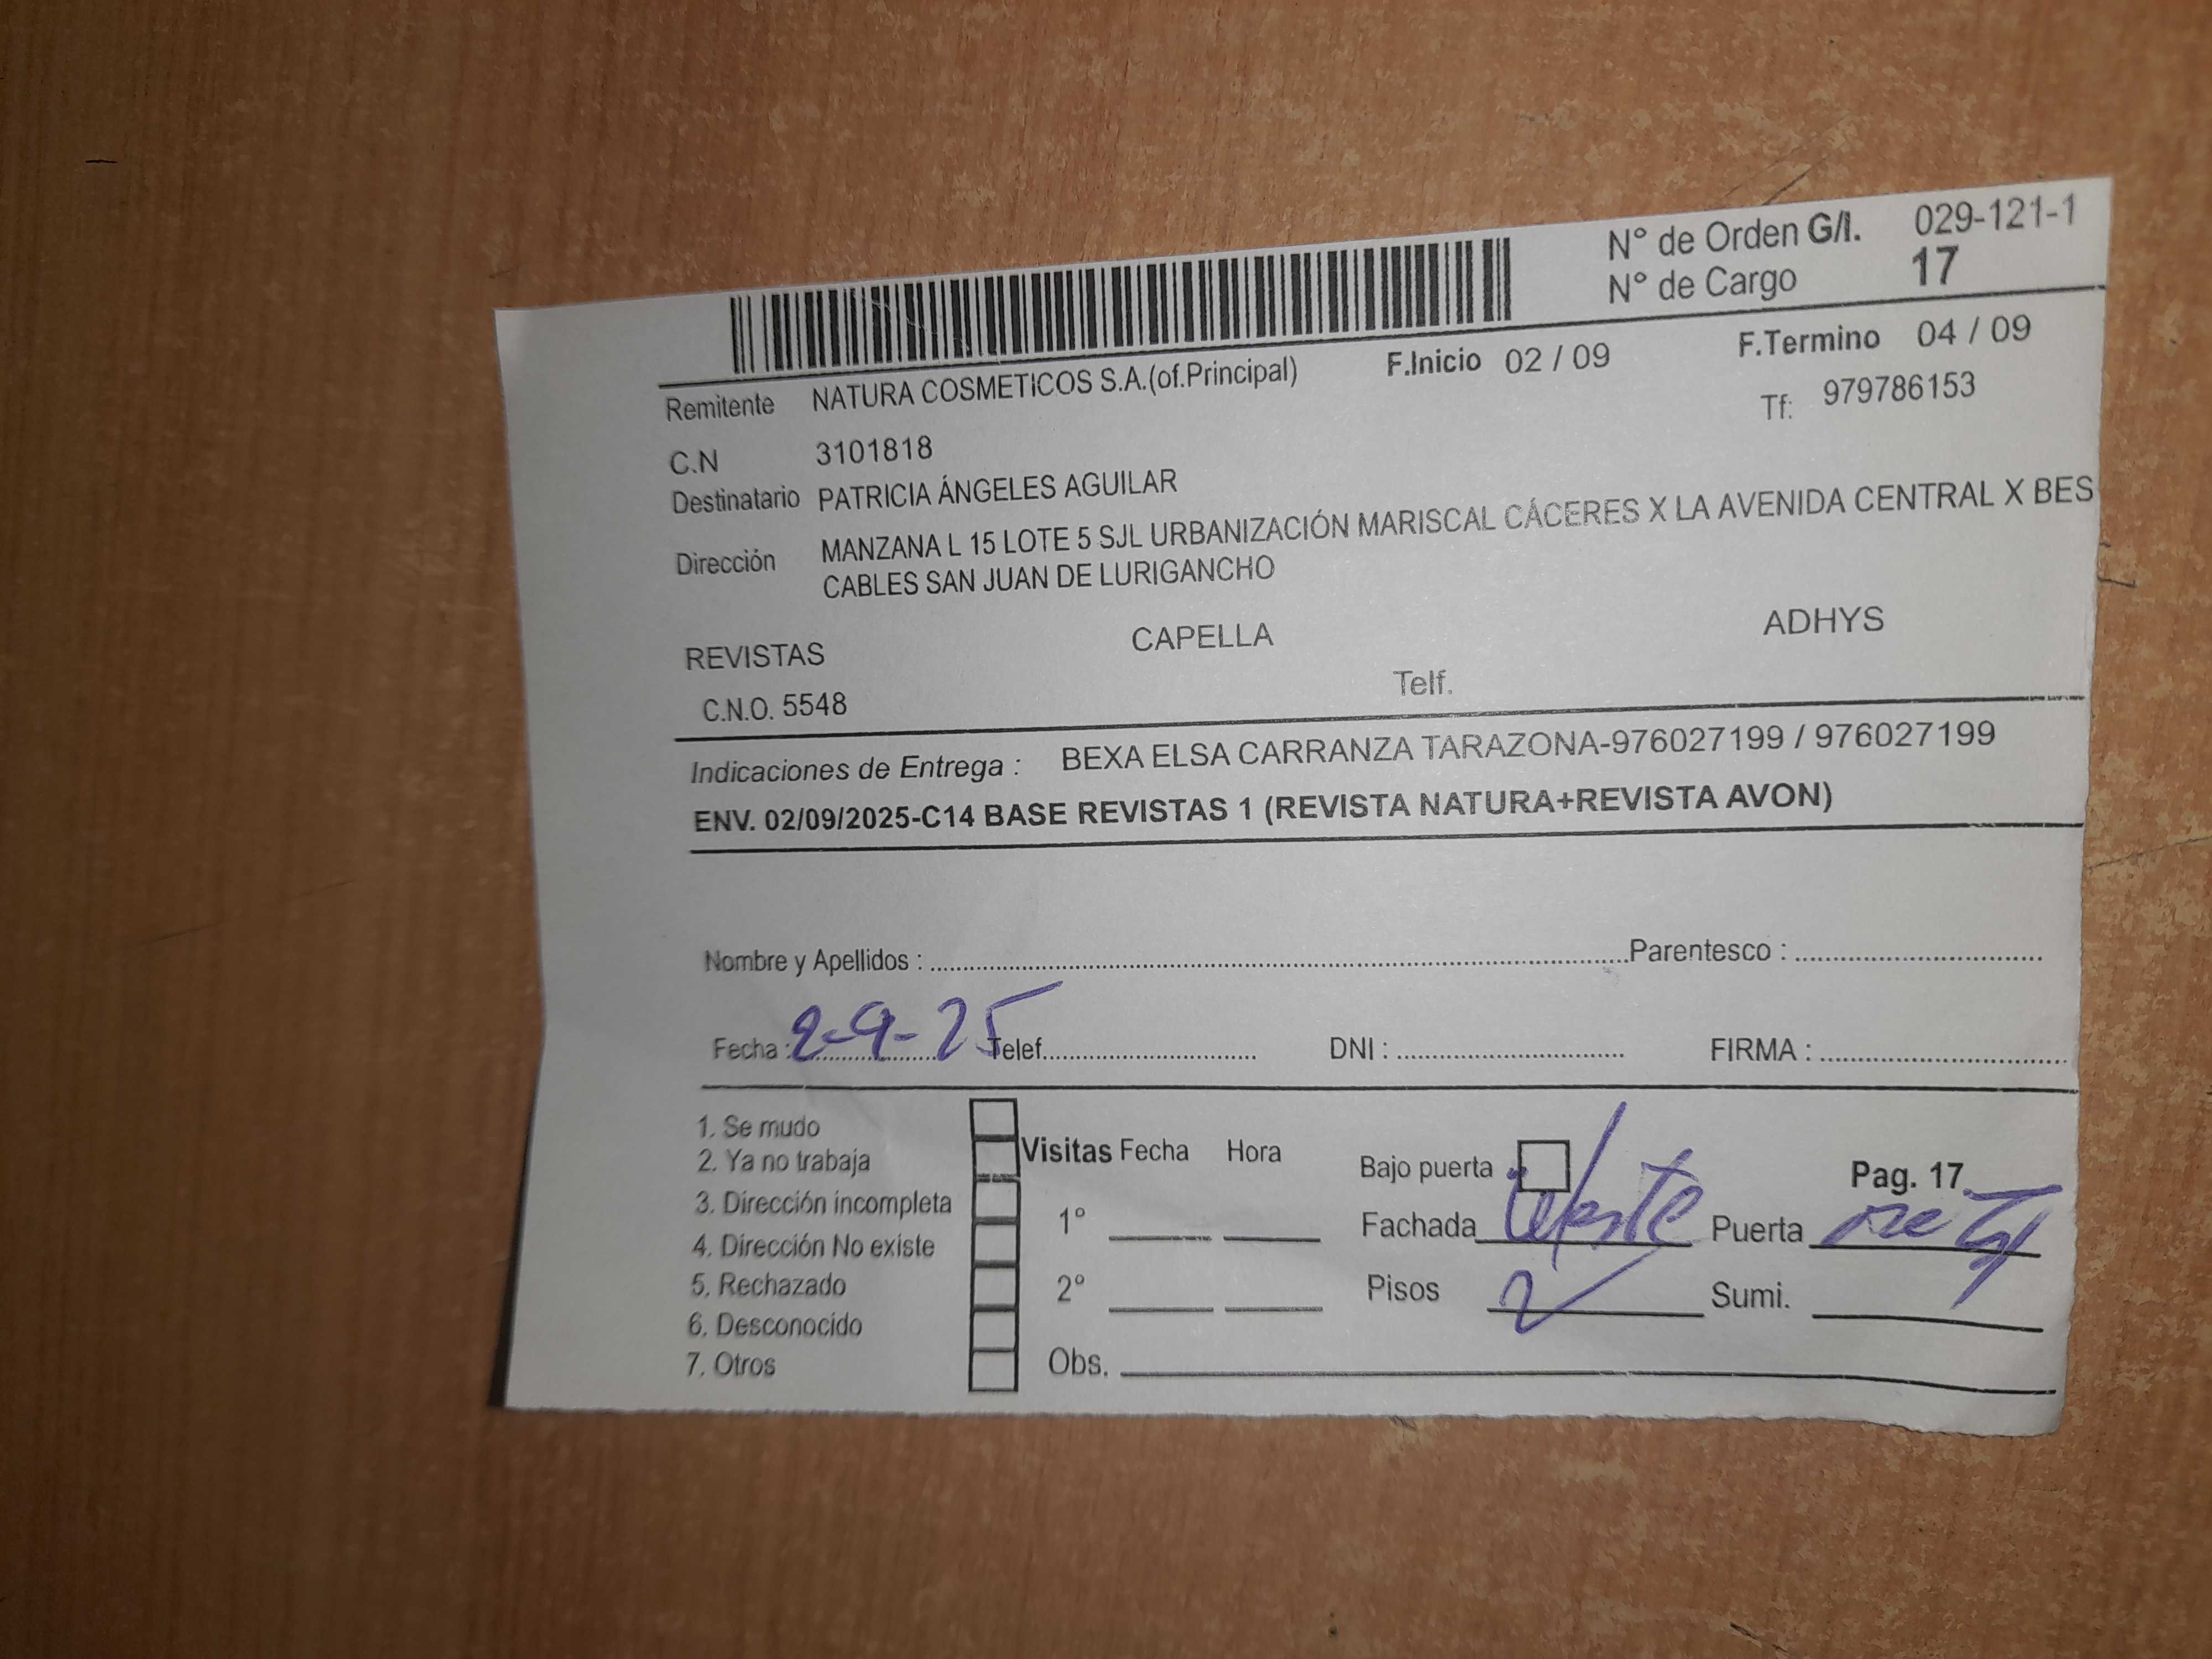 N° de Orden G/I. 029-121-1
N° de Cargo 17
F.Inicio 02 / 09 F.Termino 04 / 09
Remitente NATURA COSMETICOS S.A.(of.Principal) Tf: 979786153
C.N 3101818
Destinatario PATRICIA ÁNGELES AGUILAR
Dirección MANZANA L 15 LOTE 5 SJL URBANIZACIÓN MARISCAL CÁCERES X LA AVENIDA CENTRAL X BES
CABLES SAN JUAN DE LURIGANCHO
REVISTAS CAPELLA ADHYS
C.N.O. 5548 Telf.
Indicaciones de Entrega : BEXA ELSA CARRANZA TARAZONA-976027199 / 976027199
ENV. 02/09/2025-C14 BASE REVISTAS 1 (REVISTA NATURA+REVISTA AVON)
Nombre y Apellidos : Parentesco :
Fecha : 2-9-25 Telef. DNI : FIRMA :
1. Se mudo
2. Ya no trabaja
3. Dirección incompleta
4. Dirección No existe
5. Rechazado
6. Desconocido
7. Otros
Visitas Fecha Hora
1°
2°
Obs.
Bajo puerta Pag. 17
Fachada celeste Puerta
Pisos 2 Sumi.